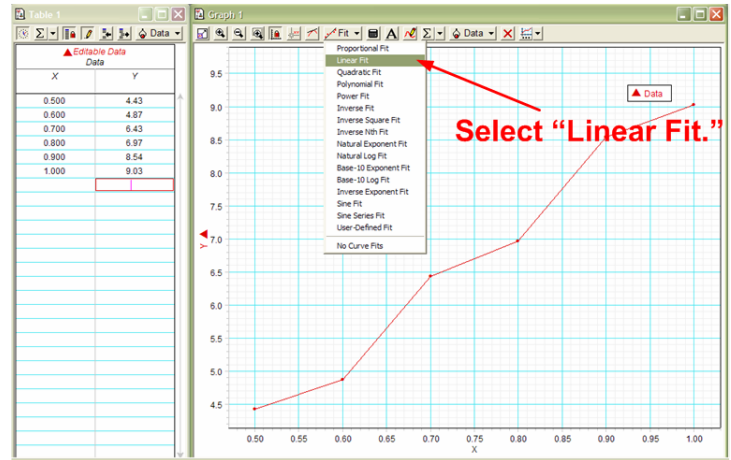 Table 1
Σ Data
Editable Data
Data
X Y
0.500 4.43
0.600 4.87
0.700 6.43
0.800 6.97
0.900 8.54
1.000 9.03
Graph 1
Fit A Σ Data
Proportional Fit
Linear Fit
Quadratic Fit
Polynomial Fit
Power Fit
Inverse Fit
Inverse Square Fit
Inverse Nth Fit
Natural Exponent Fit
Natural Log Fit
Base-10 Exponent Fit
Base-10 Log Fit
Inverse Exponent Fit
Sine Fit
Sine Series Fit
User-Defined Fit
No Curve Fits
Data
Select “Linear Fit.”
9.5
9.0
8.5
8.0
7.5
7.0
6.5
6.0
5.5
5.0
4.5
Y
0.50 0.55 0.60 0.65 0.70 0.75 0.80 0.85 0.90 0.95 1.00
X